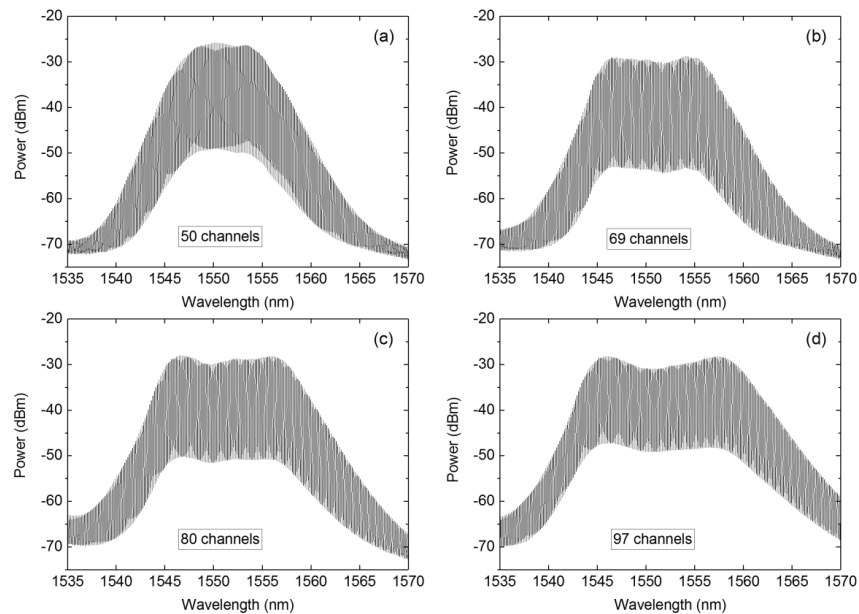 -20
(a)
-30
-40
Power (dBm)
-50
-60
50 channels
-70
1535 1540 1545 1550 1555 1560 1565 1570
Wavelength (nm)
-20
(b)
-30
-40
Power (dBm)
-50
-60
69 channels
-70
1535 1540 1545 1550 1555 1560 1565 1570
Wavelength (nm)
-20
(c)
-30
-40
Power (dBm)
-50
-60
80 channels
-70
1535 1540 1545 1550 1555 1560 1565 1570
Wavelength (nm)
-20
(d)
-30
-40
Power (dBm)
-50
-60
97 channels
-70
1535 1540 1545 1550 1555 1560 1565 1570
Wavelength (nm)